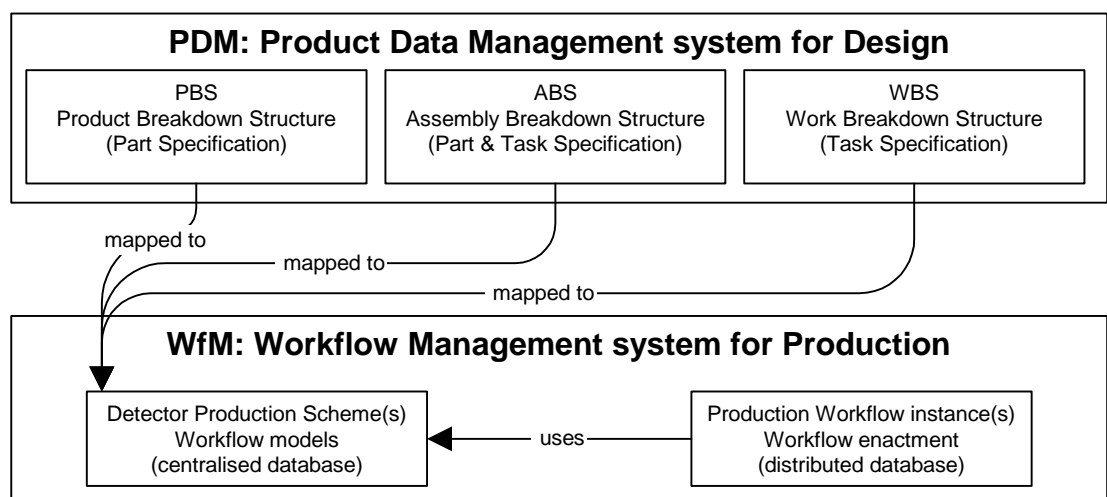 PDM: Product Data Management system for Design
PBS
Product Breakdown Structure
(Part Specification)
ABS
Assembly Breakdown Structure
(Part & Task Specification)
WBS
Work Breakdown Structure
(Task Specification)
mapped to
mapped to
mapped to
WfM: Workflow Management system for Production
Detector Production Scheme(s)
Workflow models
(centralised database)
uses
Production Workflow instance(s)
Workflow enactment
(distributed database)